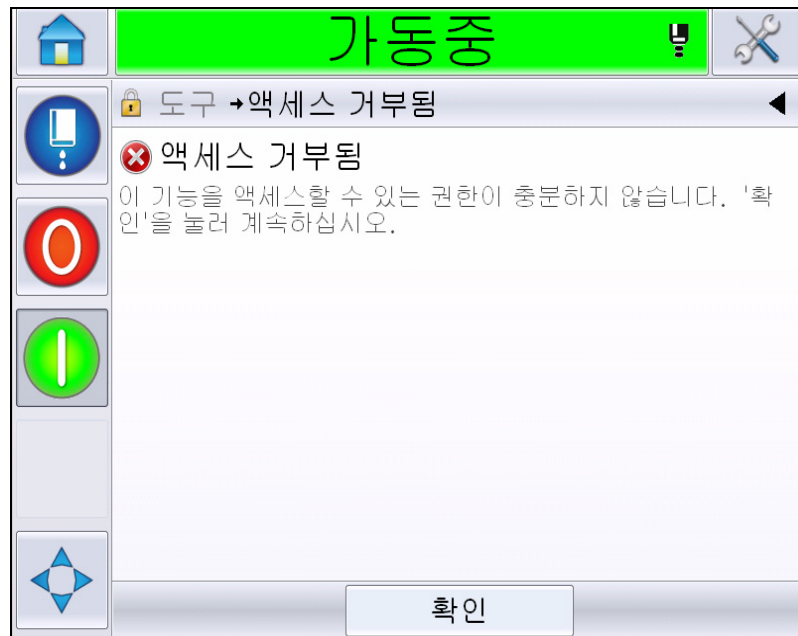 가동중
도구 →액세스 거부됨
액세스 거부됨
이 기능을 액세스할 수 있는 권한이 충분하지 않습니다. '확
인'을 눌러 계속하십시오.
확인